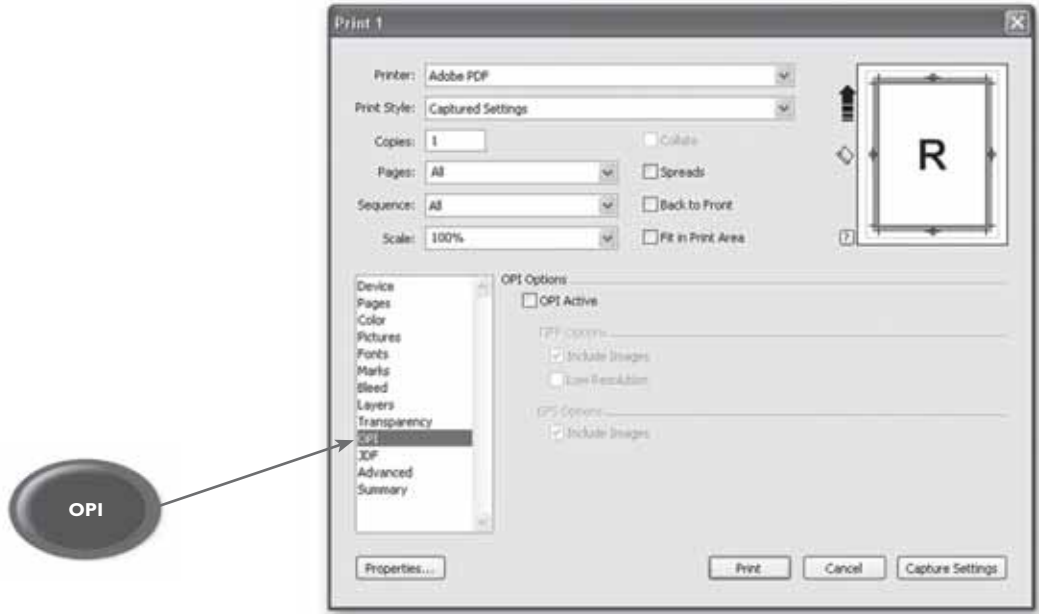 Print 1
Printer: Adobe PDF
Print Style: Captured Settings
Copies: 1 Collate
Pages: All Spreads
Sequence: All Back to Front
Scale: 100% Fit in Print Area
R
?
Device
Pages
Color
Pictures
Fonts
Marks
Bleed
Layers
Transparency
OPI
JDF
Advanced
Summary
OPI Options
OPI Active
TIFF Options
Include Images
Low Resolution
EPS Options
Include Images
OPI
Properties... Print Cancel Capture Settings